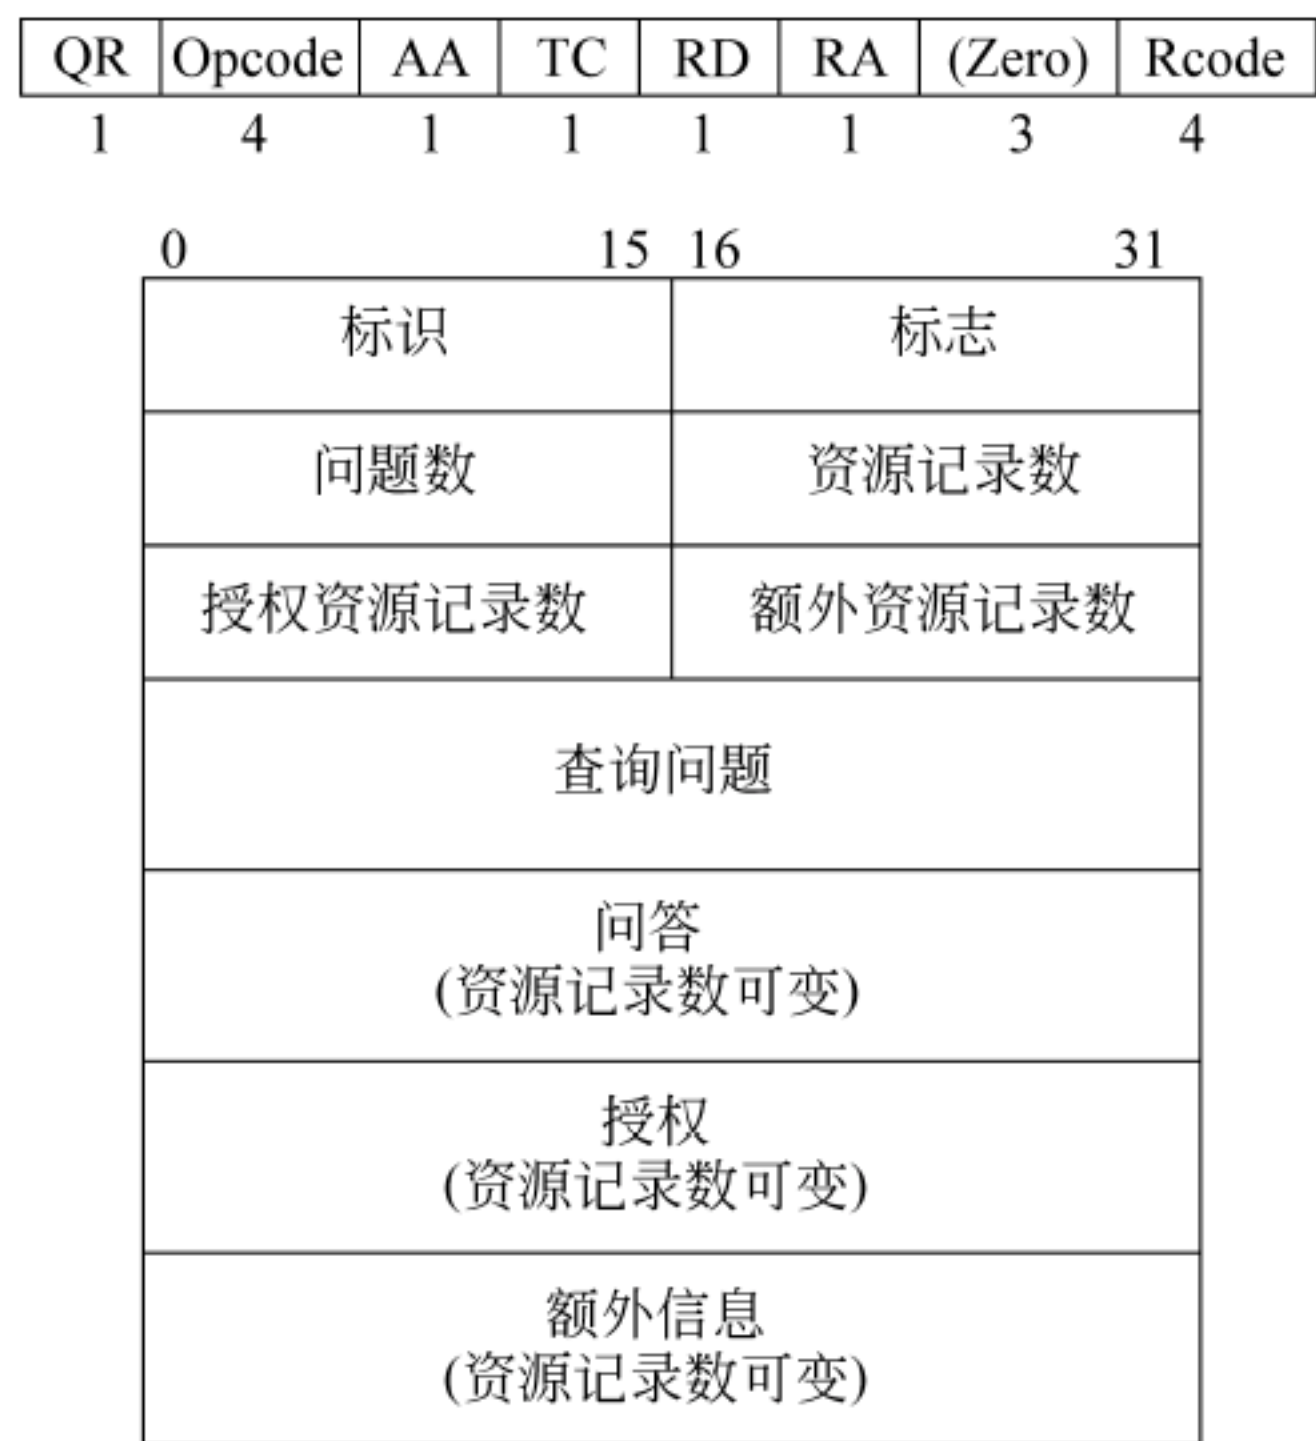 QR Opcode AA TC RD RA (Zero) Rcode
1 4 1 1 1 1 3 4
0 15 16 31
标识 标志
问题数 资源记录数
授权资源记录数 额外资源记录数
查询问题
问答
(资源记录数可变)
授权
(资源记录数可变)
额外信息
(资源记录数可变)